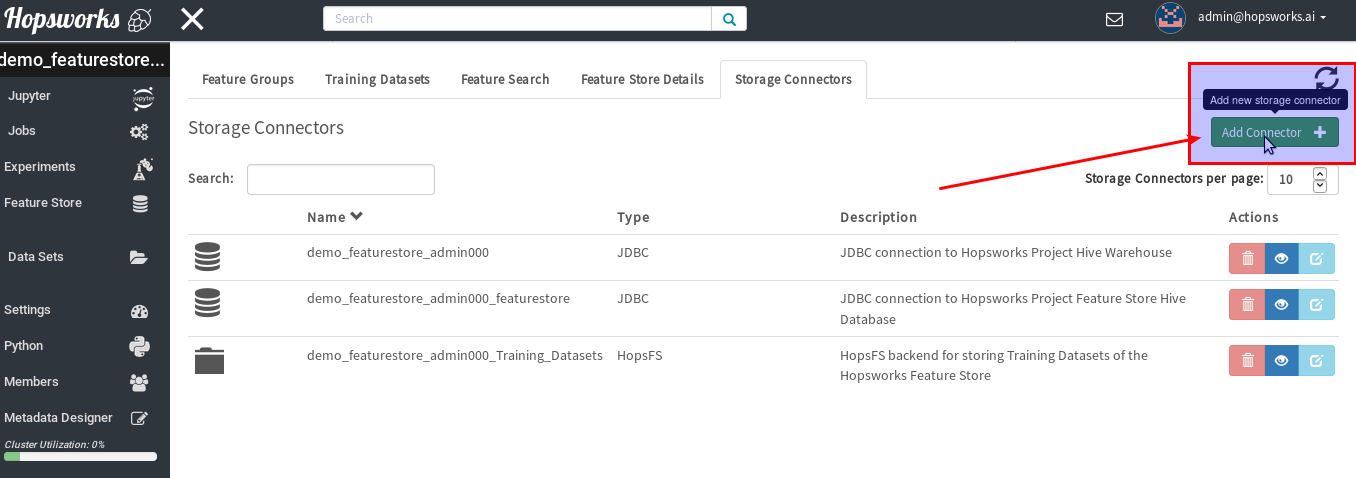 Hopsworks
Search
admin@hopsworks.ai
demo_featurestore...
Jupyter
jupyter
Jobs
Experiments
Feature Store
Data Sets
Settings
Python
Members
Metadata Designer
Cluster Utilization: 0%
Feature Groups Training Datasets Feature Search Feature Store Details Storage Connectors
Add new storage connector
Storage Connectors
Add Connector
Search:
Storage Connectors per page: 10
Name Type Description Actions
demo_featurestore_admin000 JDBC JDBC connection to Hopsworks Project Hive Warehouse
demo_featurestore_admin000_featurestore JDBC JDBC connection to Hopsworks Project Feature Store Hive
Database
demo_featurestore_admin000_Training_Datasets HopsFS HopsFS backend for storing Training Datasets of the
Hopsworks Feature Store